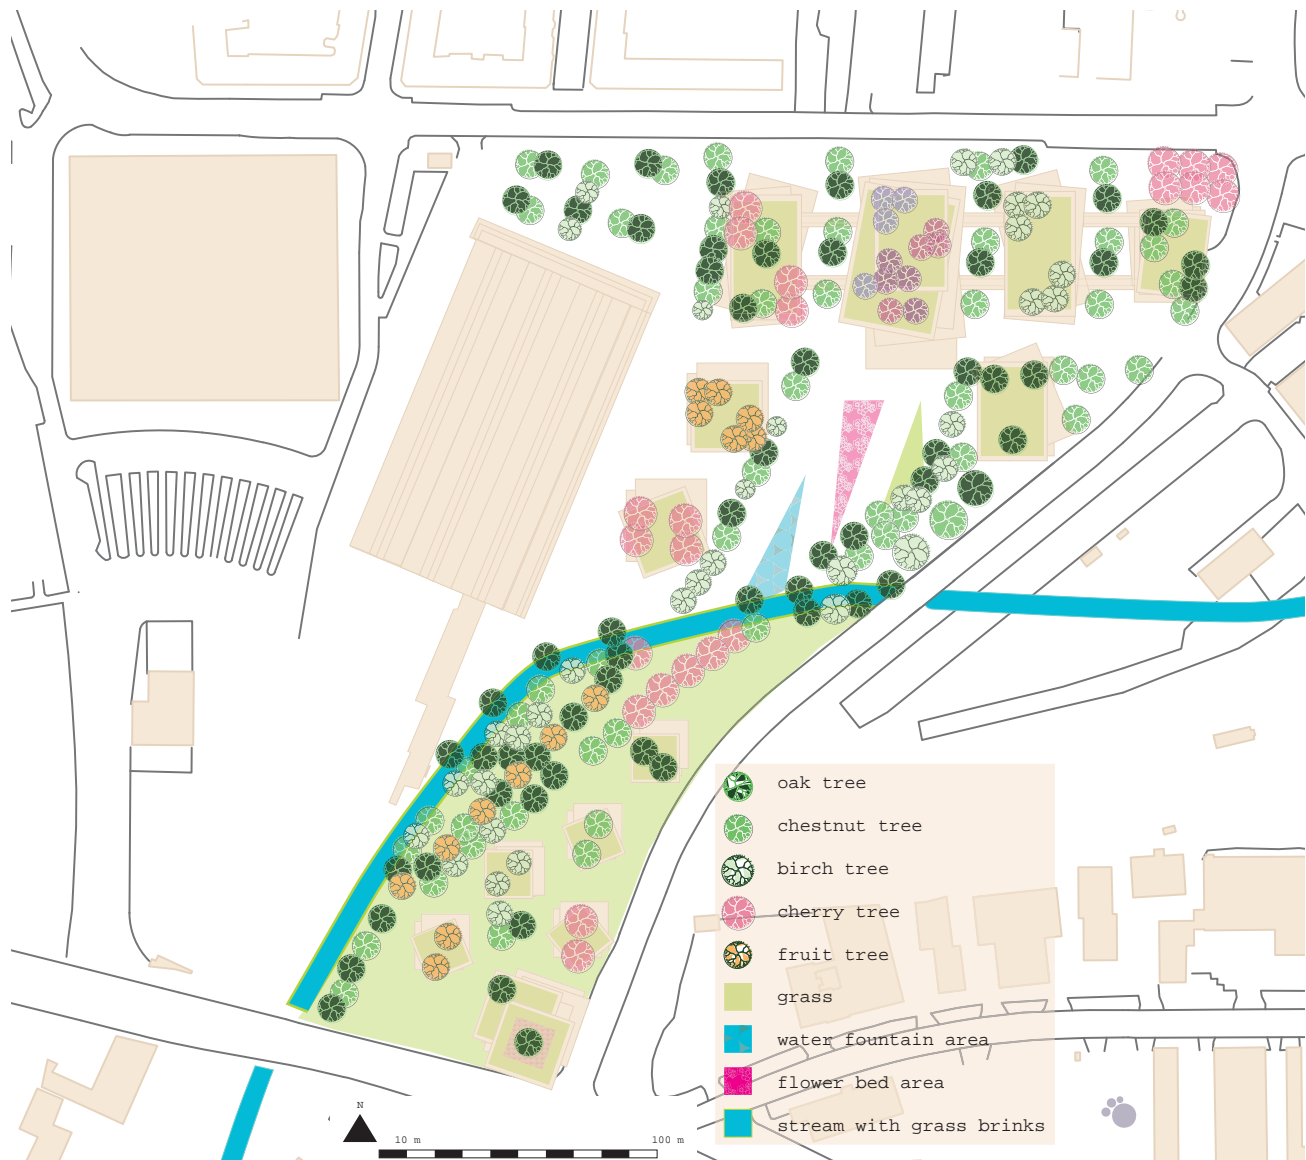 oak tree
chestnut tree
birch tree
cherry tree
fruit tree
grass
water fountain area
flower bed area
stream with grass brinks
N
10 m
100 m